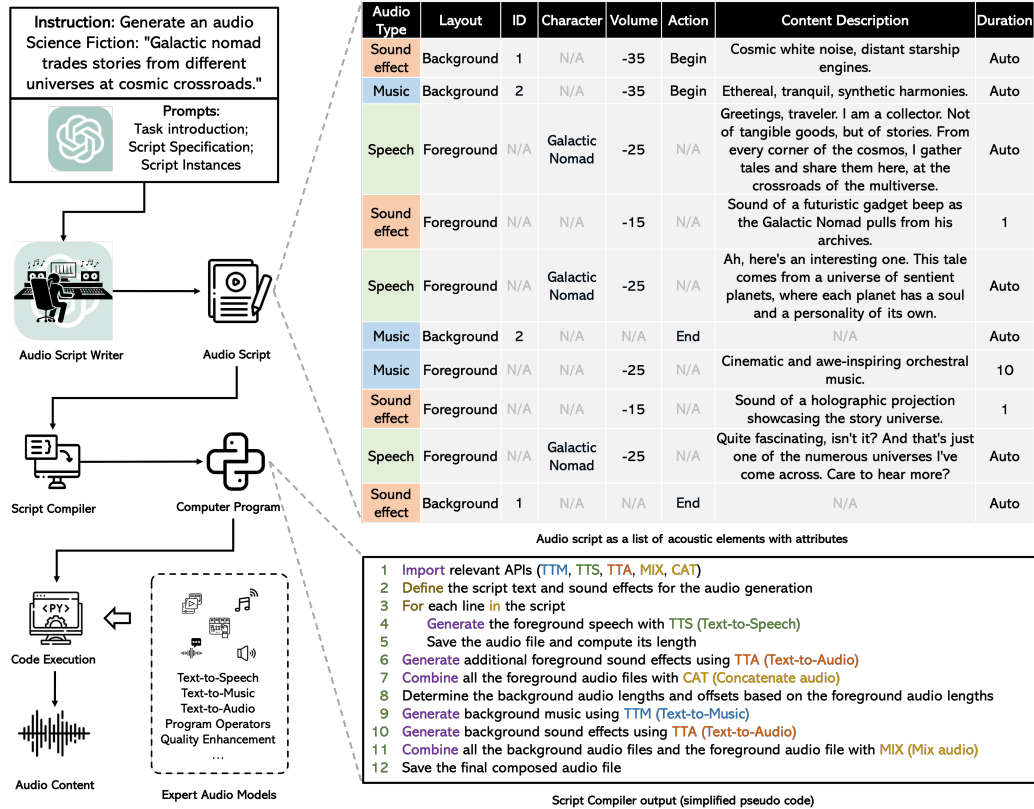 Instruction: Generate an audio
Science Fiction: "Galactic nomad
trades stories from different
universes at cosmic crossroads."
Prompts:
Task introduction;
Script Specification;
Script Instances
Audio Script Writer
Audio Script
Script Compiler
Computer Program
<PY>
Code Execution
Audio Content
Text-to-Speech
Text-to-Music
Text-to-Audio
Program Operators
Quality Enhancement
...
Expert Audio Models
Audio Type Layout ID Character Volume Action Content Description Duration
Sound effect Background 1 N/A -35 Begin Cosmic white noise, distant starship
engines. Auto
Music Background 2 N/A -35 Begin Ethereal, tranquil, synthetic harmonies. Auto
Speech Foreground N/A Galactic Nomad -25 N/A Greetings, traveler. I am a collector. Not
of tangible goods, but of stories. From
every corner of the cosmos, I gather
tales and share them here, at the
crossroads of the multiverse. Auto
Sound effect Foreground N/A N/A -15 N/A Sound of a futuristic gadget beep as
the Galactic Nomad pulls from his
archives. 1
Speech Foreground N/A Galactic Nomad -25 N/A Ah, here's an interesting one. This tale
comes from a universe of sentient
planets, where each planet has a soul
and a personality of its own. Auto
Music Background 2 N/A N/A End N/A Auto
Music Foreground N/A N/A -25 N/A Cinematic and awe-inspiring orchestral
music. 10
Sound effect Foreground N/A N/A -15 N/A Sound of a holographic projection
showcasing the story universe. 1
Speech Foreground N/A Galactic Nomad -25 N/A Quite fascinating, isn't it? And that's just
one of the numerous universes I've
come across. Care to hear more? Auto
Sound effect Background 1 N/A N/A End N/A Auto
Audio script as a list of acoustic elements with attributes
1 Import relevant APIs (TTM, TTS, TTA, MIX, CAT)
2 Define the script text and sound effects for the audio generation
3 For each line in the script
4 Generate the foreground speech with TTS (Text-to-Speech)
5 Save the audio file and compute its length
6 Generate additional foreground sound effects using TTA (Text-to-Audio)
7 Combine all the foreground audio files with CAT (Concatenate audio)
8 Determine the background audio lengths and offsets based on the foreground audio lengths
9 Generate background music using TTM (Text-to-Music)
10 Generate background sound effects using TTA (Text-to-Audio)
11 Combine all the background audio files and the foreground audio file with MIX (Mix audio)
12 Save the final composed audio file
Script Compiler output (simplified pseudo code)